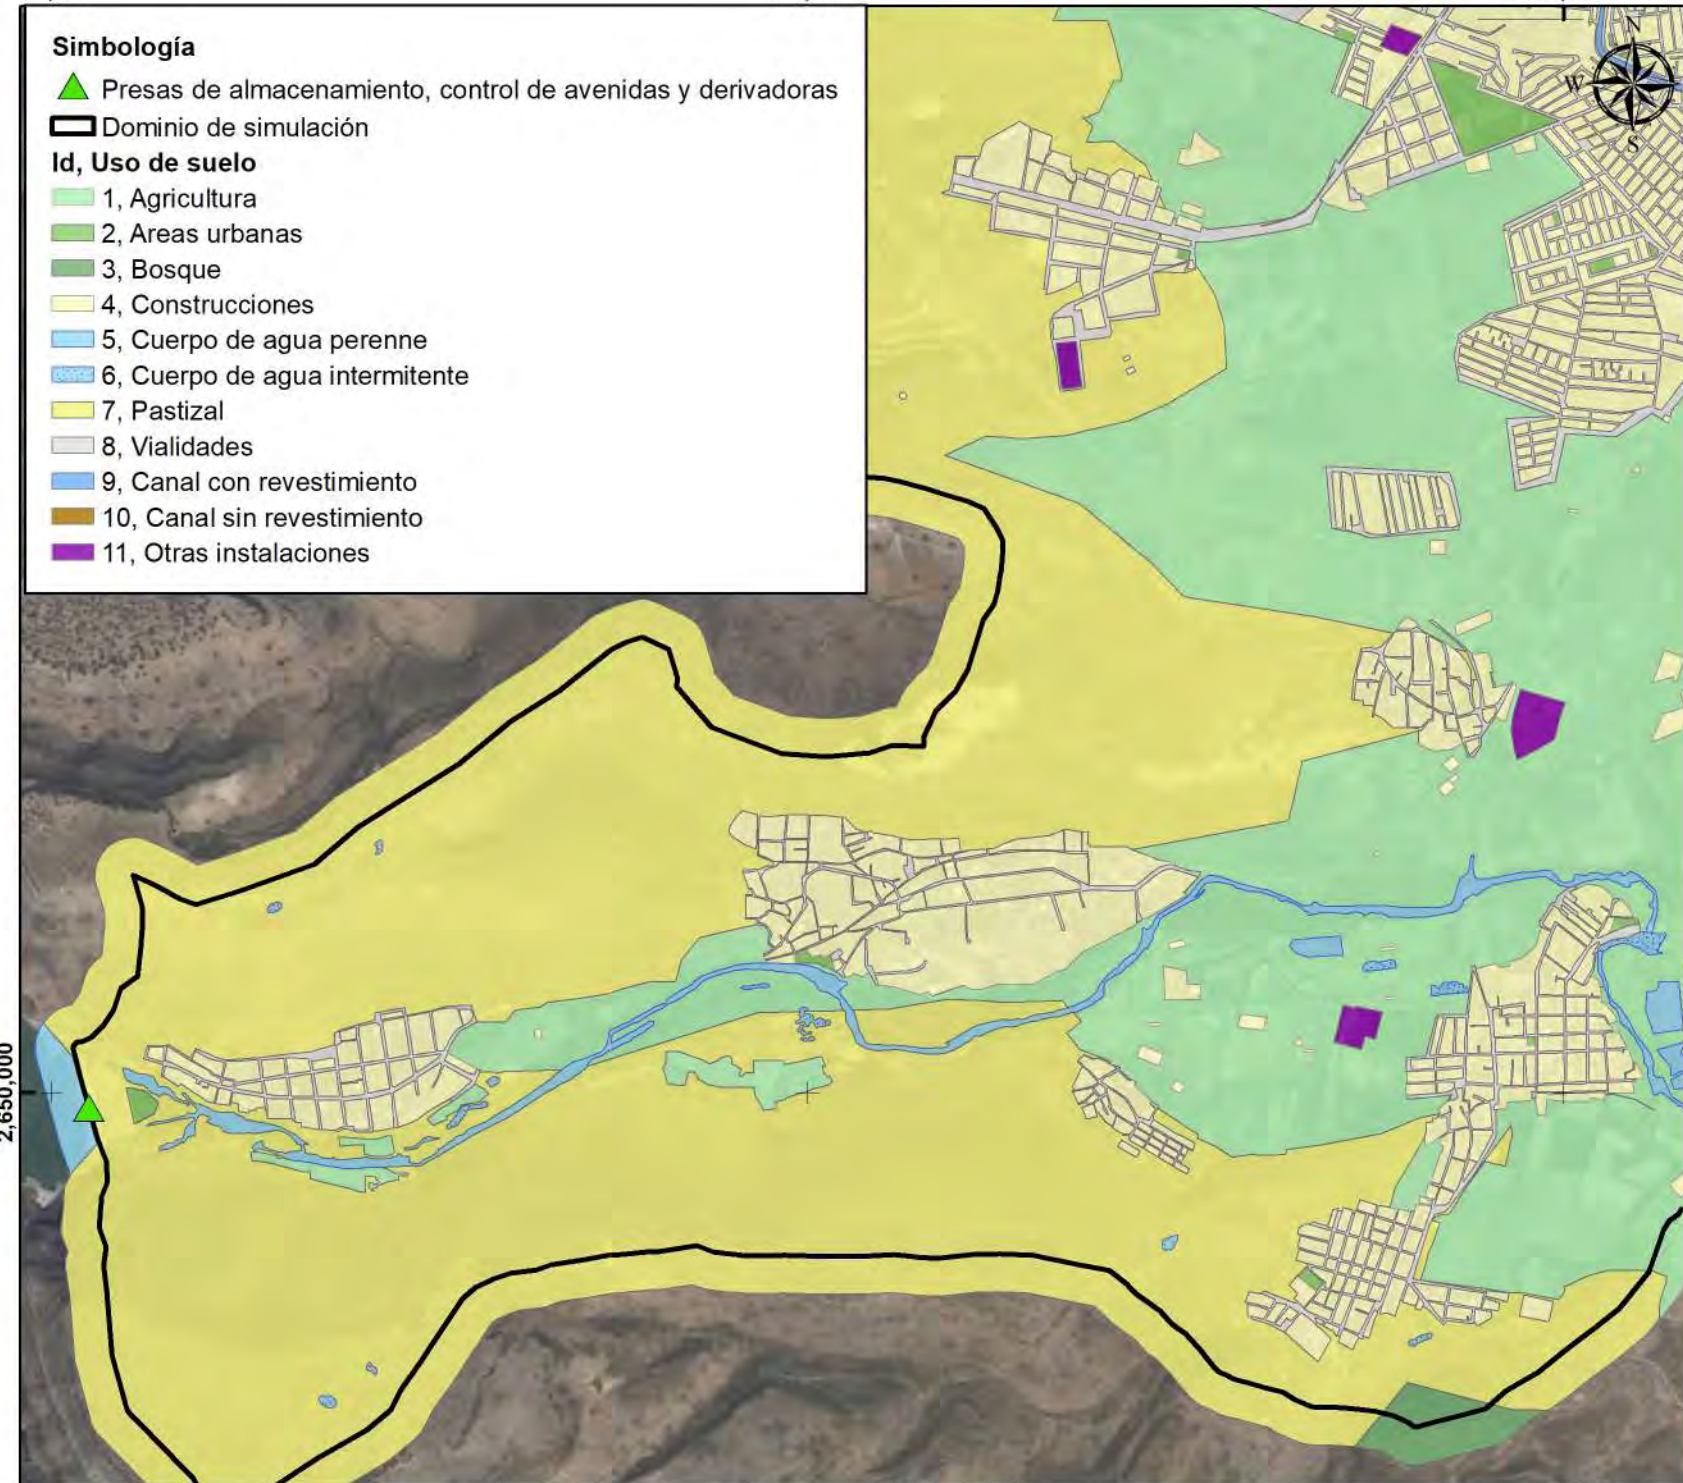 Simbología
Presas de almacenamiento, control de avenidas y derivadoras
Dominio de simulación
Id, Uso de suelo
1, Agricultura
2, Areas urbanas
3, Bosque
4, Construcciones
5, Cuerpo de agua perenne
6, Cuerpo de agua intermitente
7, Pastizal
8, Vialidades
9, Canal con revestimiento
10, Canal sin revestimiento
11, Otras instalaciones
N
W
S
2,650,000